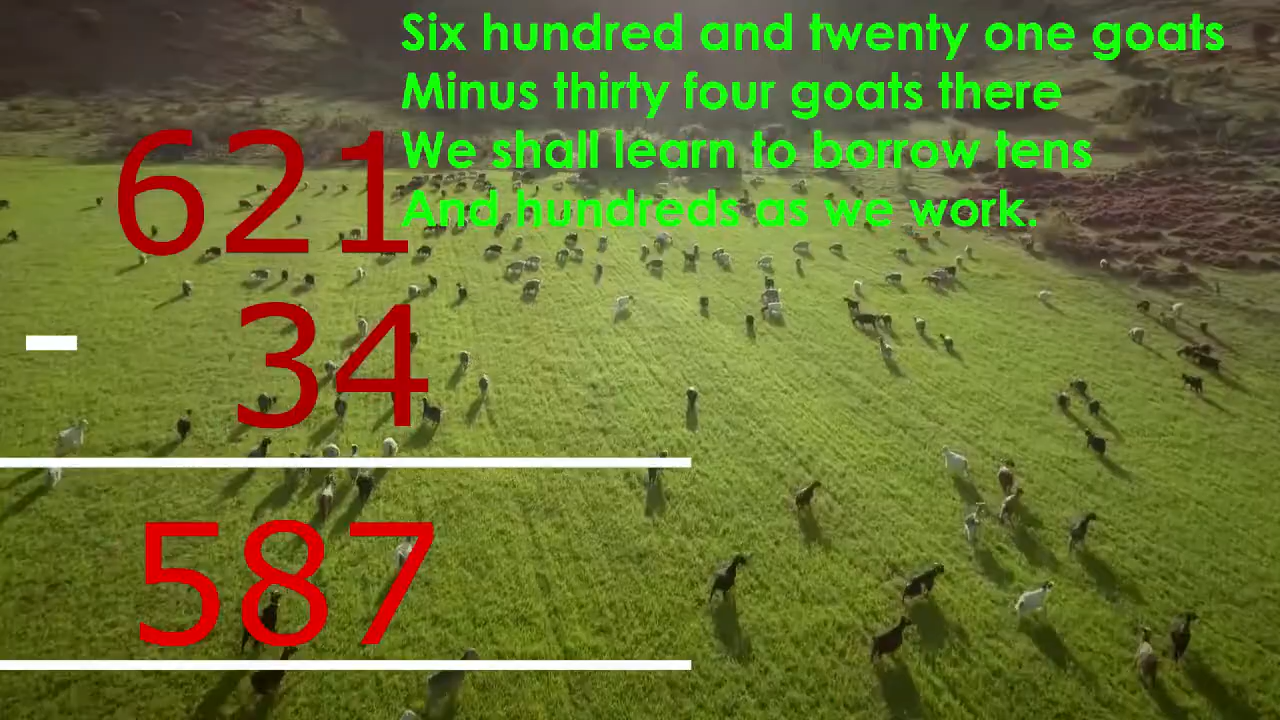 Six hundred and twenty one goats
Minus thirty four goats there
We shall learn to borrow tens
And hundreds as we work.
621
- 34
587